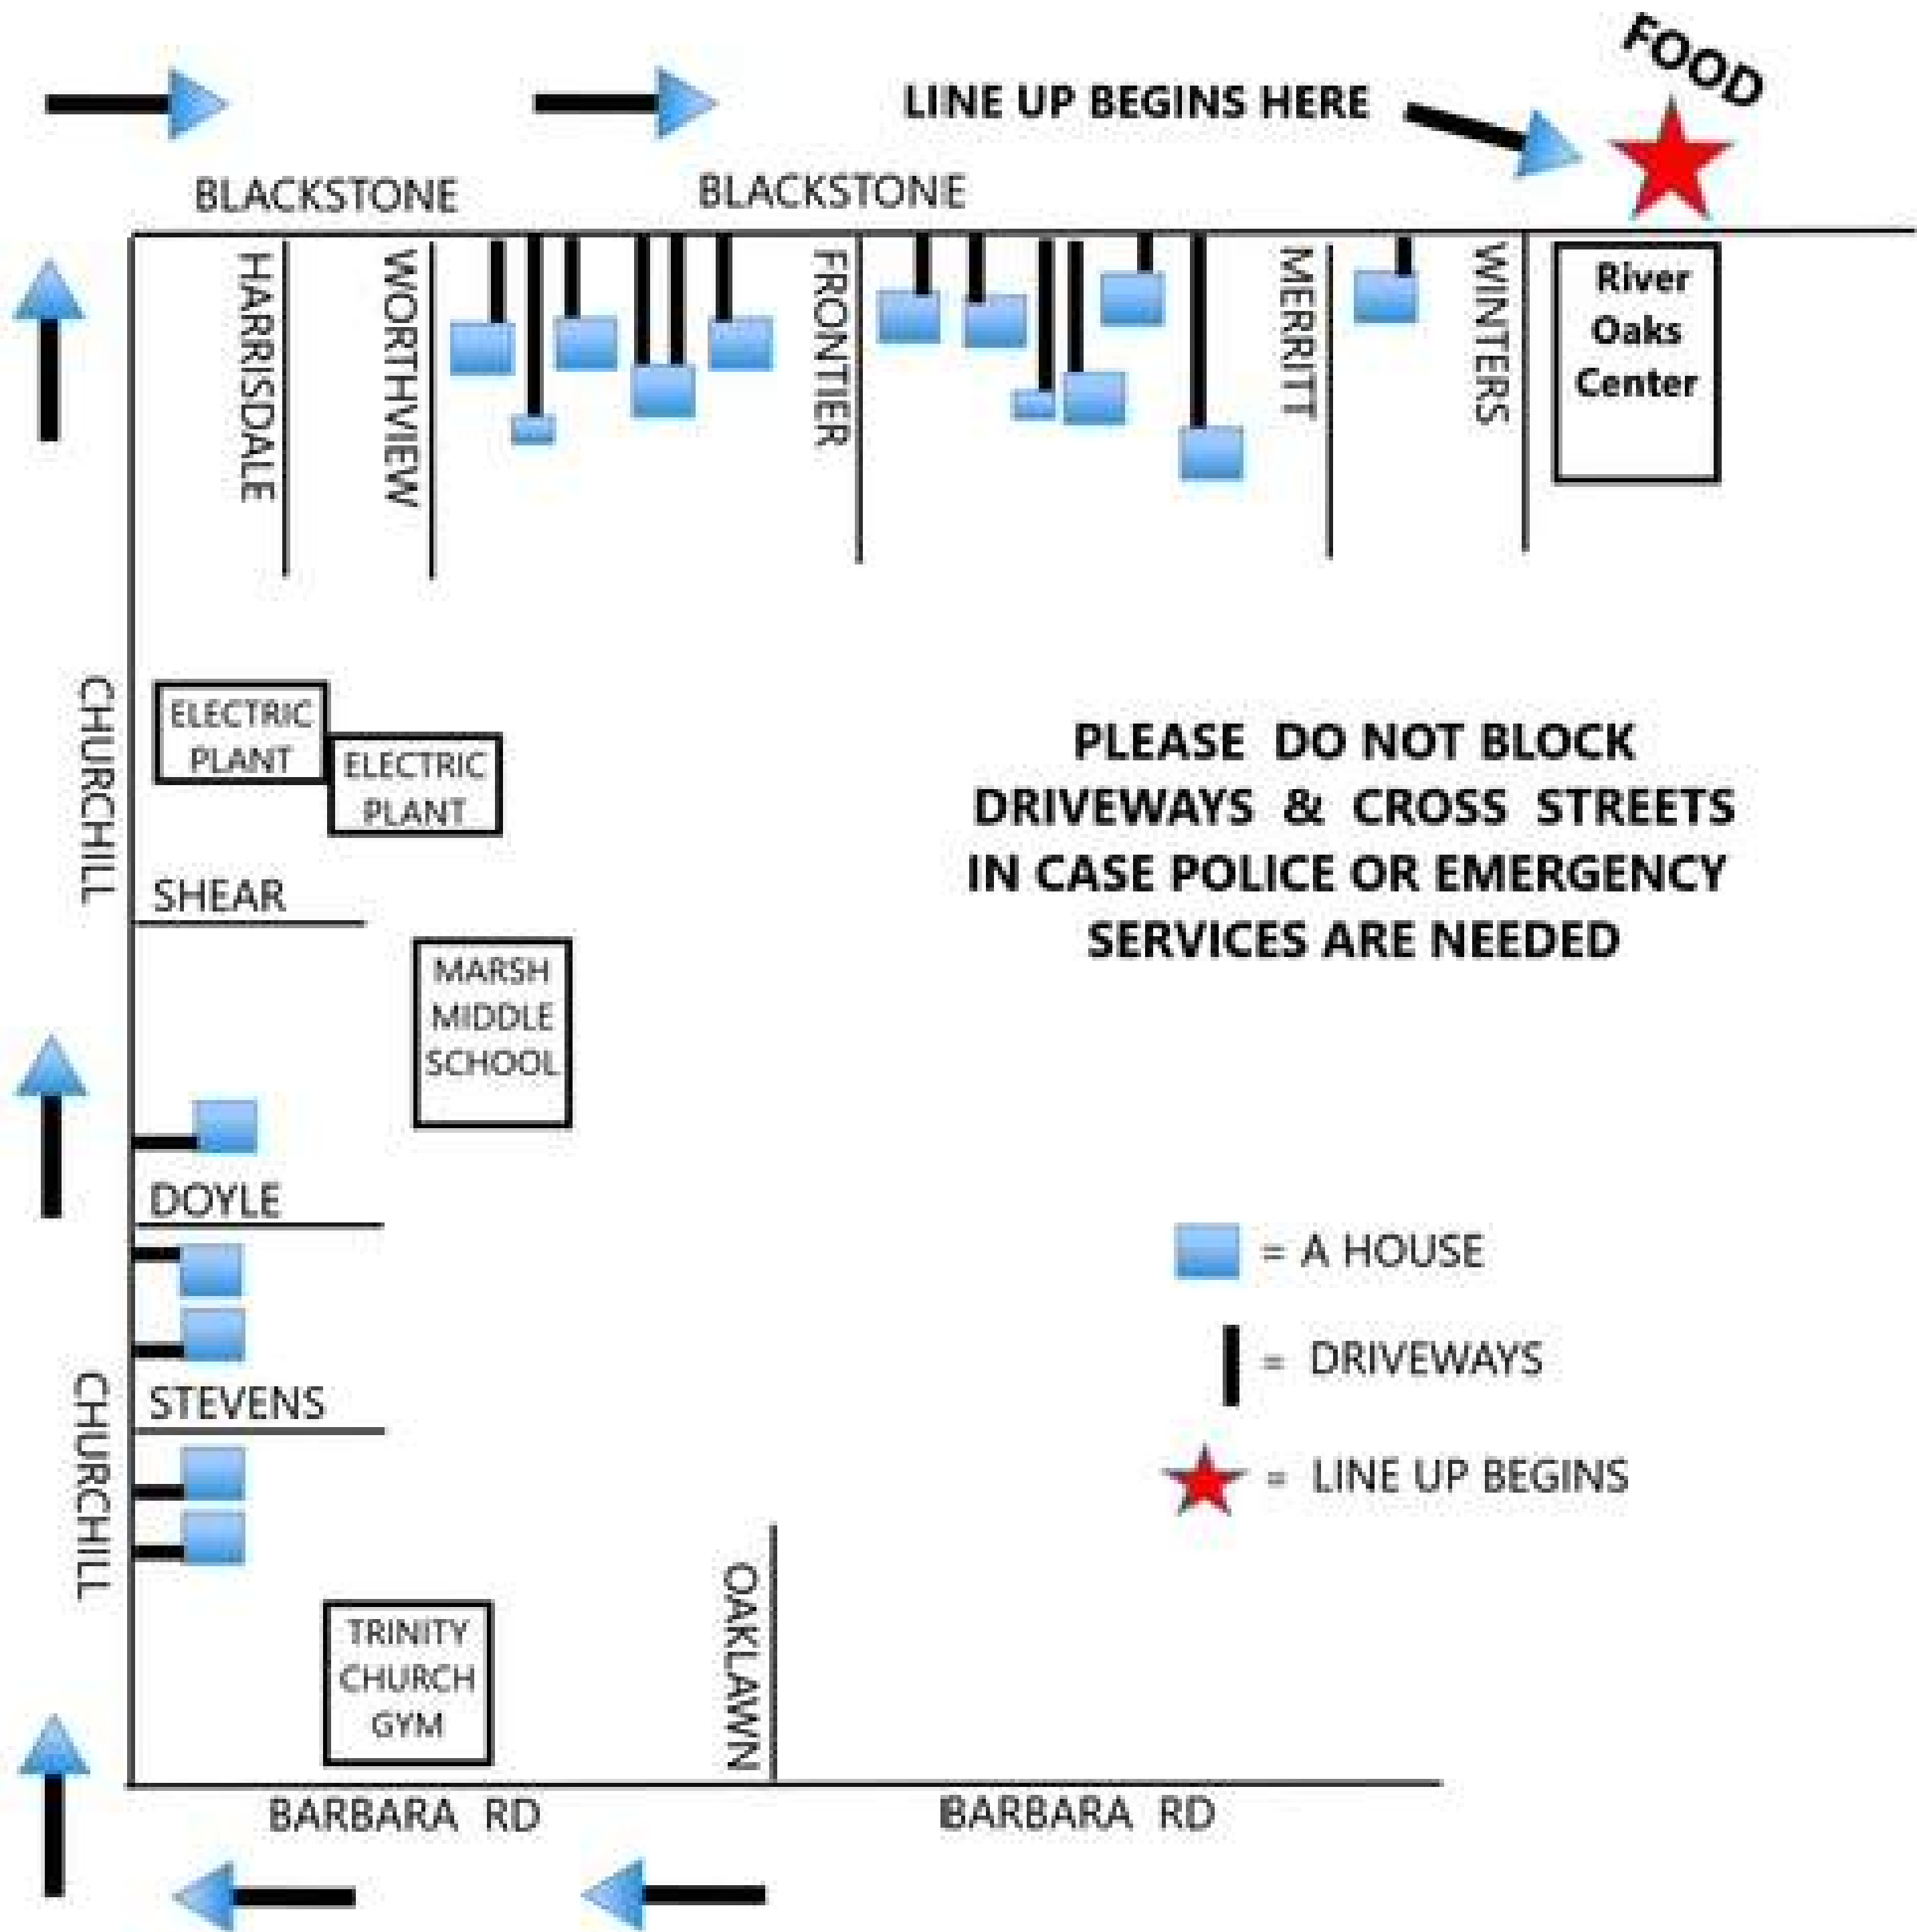 FOOD
LINE UP BEGINS HERE
BLACKSTONE
BLACKSTONE
HARRISDALE
WORTHVIEW
FRONTIER
MERRITT
WINTERS
River
Oaks
Center
CHURCHILL
ELECTRIC
PLANT
ELECTRIC
PLANT
PLEASE DO NOT BLOCK
DRIVEWAYS & CROSS STREETS
IN CASE POLICE OR EMERGENCY
SERVICES ARE NEEDED
SHEAR
MARSH
MIDDLE
SCHOOL
DOYLE
= A HOUSE
= DRIVEWAYS
STEVENS
CHURCHILL
= LINE UP BEGINS
OAKLAWN
TRINITY
CHURCH
GYM
BARBARA RD
BARBARA RD